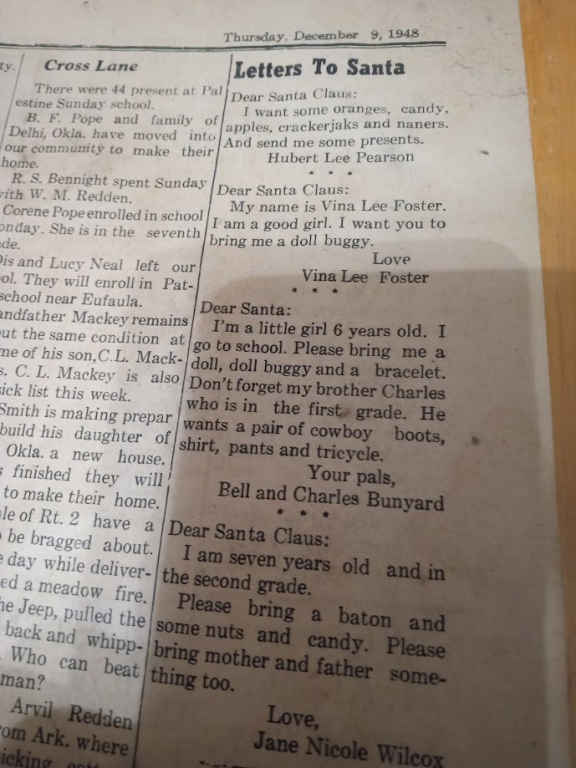 Thursday, December 9, 1948
ty.
Cross Lane
There were 44 present at Pal
estine Sunday school.
B. F. Pope and family of
Delhi, Okla. have moved into
our community to make their
home.
R. S. Bennight spent Sunday
with W. M. Redden.
Corene Pope enrolled in school
onday. She is in the seventh
de.
Ois and Lucy Neal left our
ol. They will enroll in Pat-
school near Eufaula.
andfather Mackey remains
ut the same condition at
me of his son, C.L. Mack-
s. C. L. Mackey is also
ick list this week.
Smith is making prepar
build his daughter of
Okla. a new house.
finished they will
to make their home.
le of Rt. 2 have a
be bragged about.
e day while deliver-
ed a meadow fire.
he Jeep, pulled the
back and whipp-
Who can beat
man?
Arvil Redden
om Ark. where
icking
Letters To Santa
Dear Santa Claus:
I want some oranges, candy,
apples, crackerjaks and naners.
And send me some presents.
Hubert Lee Pearson
* * *
Dear Santa Claus:
My name is Vina Lee Foster.
I am a good girl. I want you to
bring me a doll buggy.
Love
Vina Lee Foster
* * *
Dear Santa:
I'm a little girl 6 years old. I
go to school. Please bring me a
doll, doll buggy and a bracelet.
Don't forget my brother Charles
who is in the first grade. He
wants a pair of cowboy boots,
shirt, pants and tricycle.
Your pals,
Bell and Charles Bunyard
* * *
Dear Santa Claus:
I am seven years old and in
the second grade.
Please bring a baton and
some nuts and candy. Please
bring mother and father some-
thing too.
Love,
Jane Nicole Wilcox